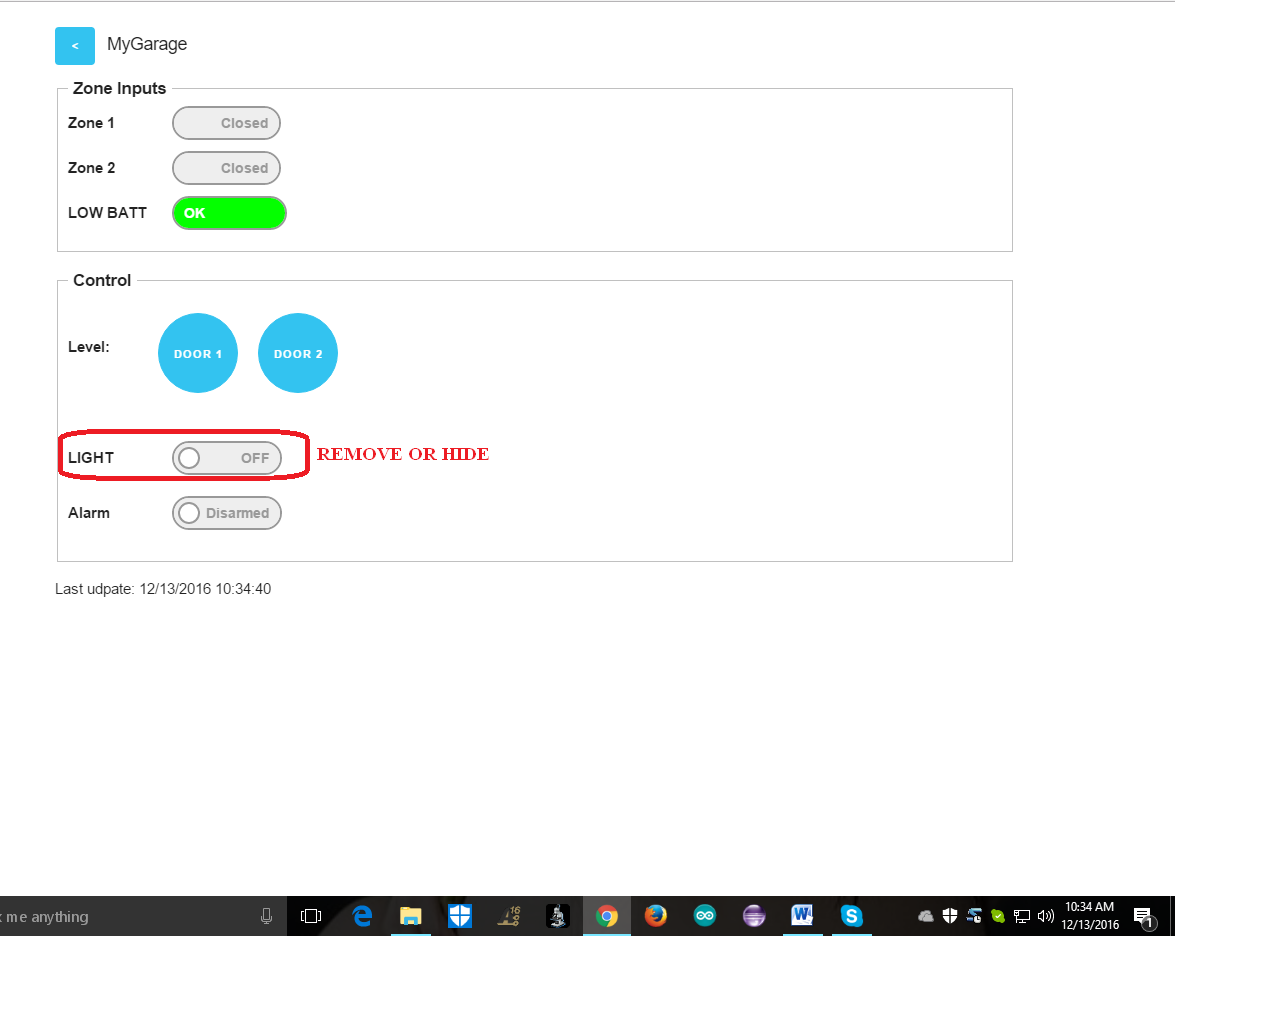 < MyGarage
Zone Inputs
Zone 1 Closed
Zone 2 Closed
LOW BATT OK
Control
Level: DOOR 1 DOOR 2
LIGHT OFF REMOVE OR HIDE
Alarm Disarmed
Last udpate: 12/13/2016 10:34:40
me anything
16
W
S
10:34 AM
12/13/2016
1